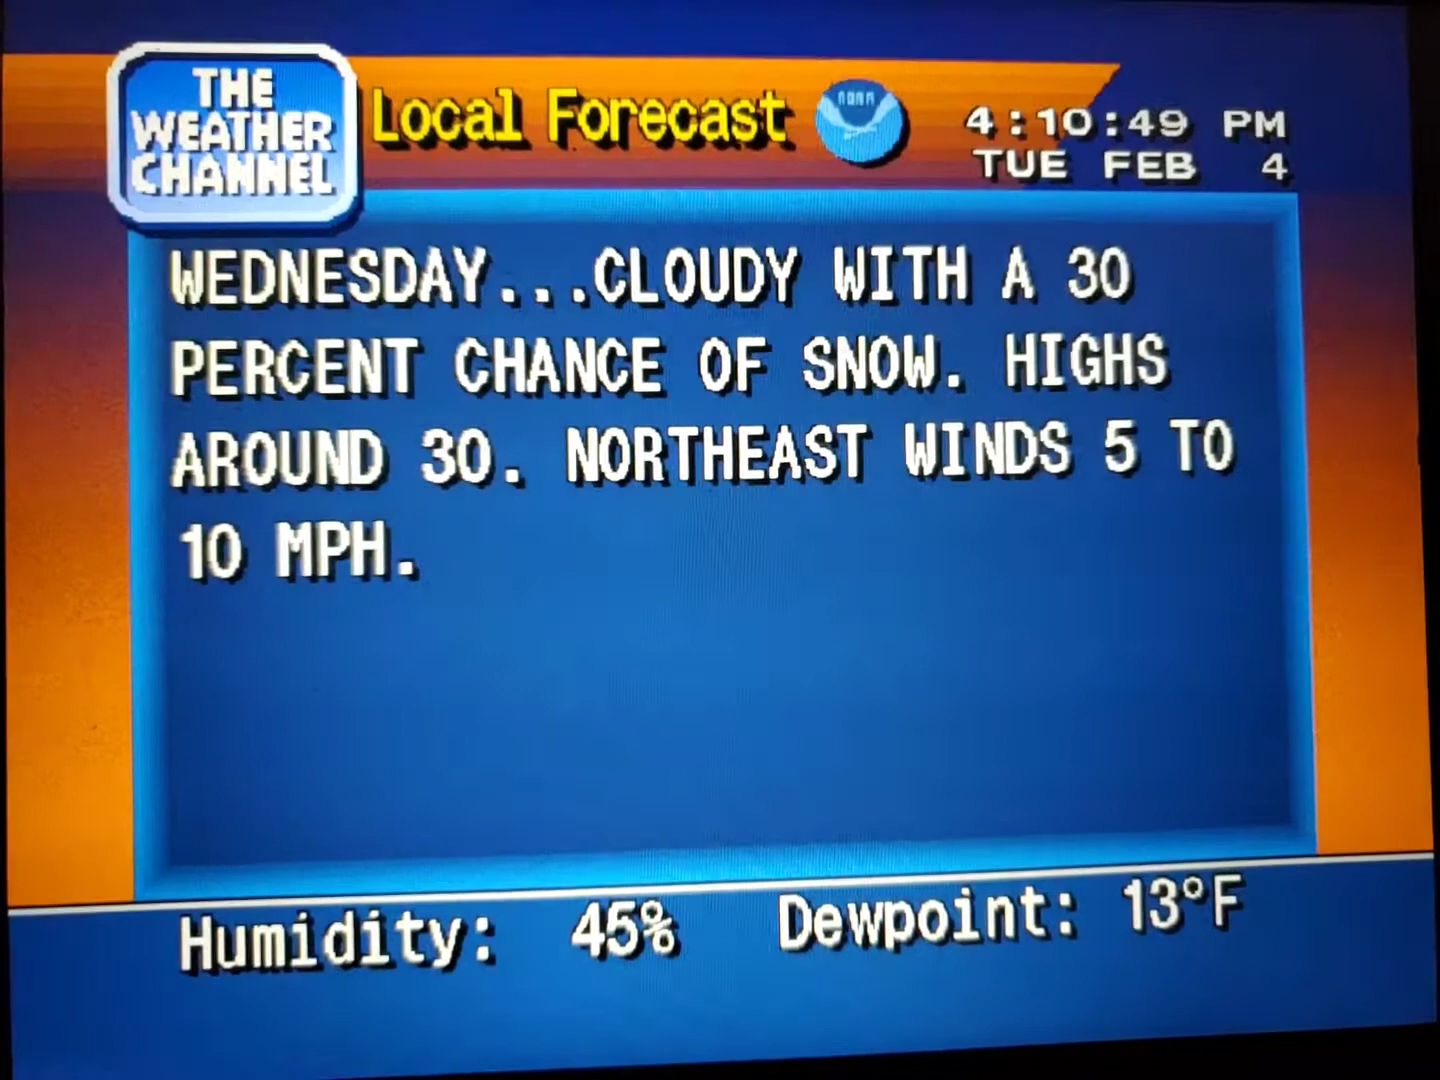 THE
WEATHER
CHANNEL
Local Forecast
NOAA
4:10:49 PM
TUE FEB 4
WEDNESDAY...CLOUDY WITH A 30
PERCENT CHANCE OF SNOW. HIGHS
AROUND 30. NORTHEAST WINDS 5 TO
10 MPH.
Humidity: 45% Dewpoint: 13°F